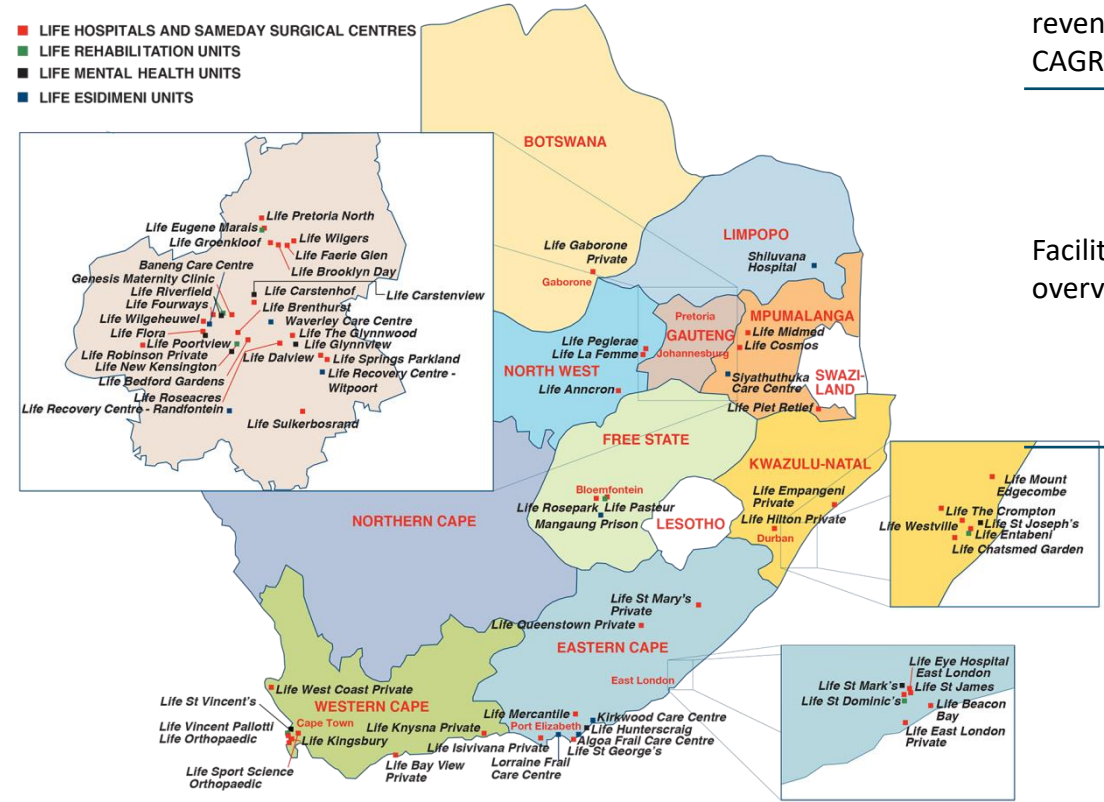 LIFE HOSPITALS AND SAMEDAY SURGICAL CENTRES
LIFE REHABILITATION UNITS
LIFE MENTAL HEALTH UNITS
LIFE ESIDIMENI UNITS
reven
CAGR
Facilit
overv
Life Pretoria North
Life Eugene Marais
Life Groenkloof
Life Wilgers
Life Faerie Glen
Life Brooklyn Day
Baneng Care Centre
Genesis Maternity Clinic
Life Riverfield
Life Fourways
Life Wilgeheuwel
Life Flora
Life Poortview
Life Robinson Private
Life New Kensington
Life Bedford Gardens
Life Roseacres
Life Recovery Centre - Randfontein
Life Carstenhof
Life Carstenview
Life Brenthurst
Waverley Care Centre
Life The Glynnwood
Life Glynnview
Life Dalview
Life Springs Parkland
Life Recovery Centre -
Witpoort
Life Suikerbosrand
BOTSWANA
Life Gaborone
Private
Gaborone
LIMPOPO
Shiluvana
Hospital
Pretoria
GAUTENG
Johannesburg
MPUMALANGA
Life Midmed
Life Cosmos
Siyathuthuka
Care Centre
SWAZI-
LAND
Life Piet Retief
Life Peglerae
Life La Femme
NORTH WEST
Life Anncron
FREE STATE
Bloemfontein
Life Rosepark
Life Pasteur
Mangaung Prison
LESOTHO
KWAZULU-NATAL
Life Empangeni
Private
Life Hilton Private
Durban
Life Mount
Edgecombe
Life The Crompton
Life Westville
Life St Joseph's
Life Entabeni
Life Chatsmed Garden
NORTHERN CAPE
Life St Mary's
Private
Life Queenstown Private
EASTERN CAPE
East London
Life Mercantile
Port Elizabeth
Kirkwood Care Centre
Life Hunterscraig
Algoa Frail Care Centre
Life St George's
Life Isivivana Private
Lorraine Frail
Care Centre
Life Eye Hospital
East London
Life St Mark's
Life St James
Life St Dominic's
Life Beacon
Bay
Life East London
Private
Life West Coast Private
WESTERN CAPE
Life St Vincent's
Cape Town
Life Vincent Pallotti
Life Orthopaedic
Life Kingsbury
Life Sport Science
Orthopaedic
Life Knysna Private
Life Bay View
Private